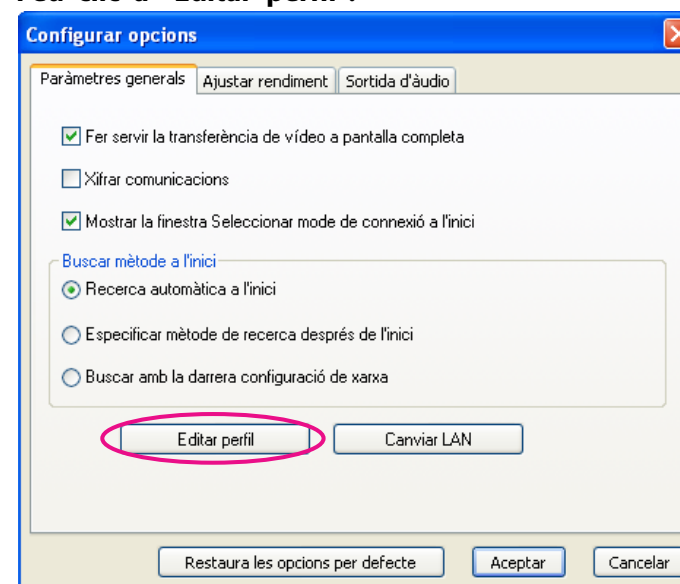 "Editar perfil".
Configurar opcions
Paràmetres generals Ajustar rendiment Sortida d'àudio
Fer servir la transferència de vídeo a pantalla completa
Xifrar comunicacions
Mostrar la finestra Seleccionar mode de connexió a l'inici
Buscar mètode a l'inici
Recerca automàtica a l'inici
Especificar mètode de recerca després de l'inici
Buscar amb la darrera configuració de xarxa
Editar perfil Canviar LAN
Restaura les opcions per defecte Aceptar Cancelar